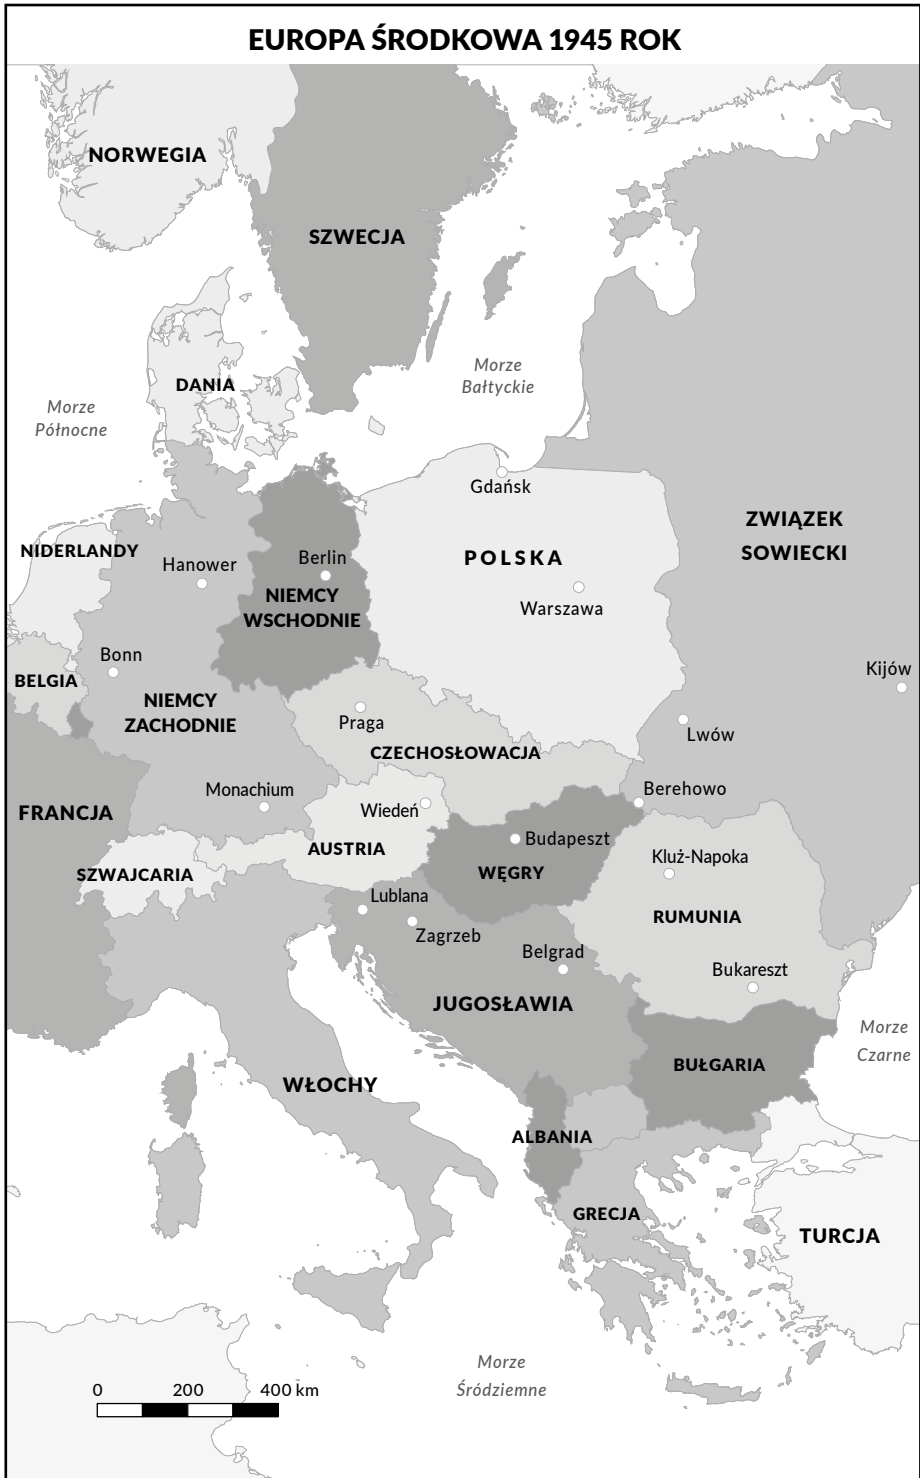 EUROPA ŚRODKOWA 1945 ROK
NORWEGIA
SZWECJA
Morze
Bałtyckie
DANIA
Morze
Północne
Gdańsk
ZWIĄZEK
SOWIECKI
NIDERLANDY
Hanower
Berlin
POLSKA
NIEMCY
WSCHODNIE
Warszawa
Bonn
Kijów
BELGIA
NIEMCY
ZACHODNIE
Praga
Lwów
CZECHOSŁOWACJA
Monachium
Berehowo
FRANCJA
Wiedeń
Budapeszt
AUSTRIA
Kluż-Napoka
SZWAJCARIA
WĘGRY
Lublana
RUMUNIA
Zagrzeb
Belgrad
Bukareszt
JUGOSŁAWIA
Morze
Czarne
BUŁGARIA
WŁOCHY
ALBANIA
GRECJA
TURCJA
Morze
Śródziemne
0 200 400 km